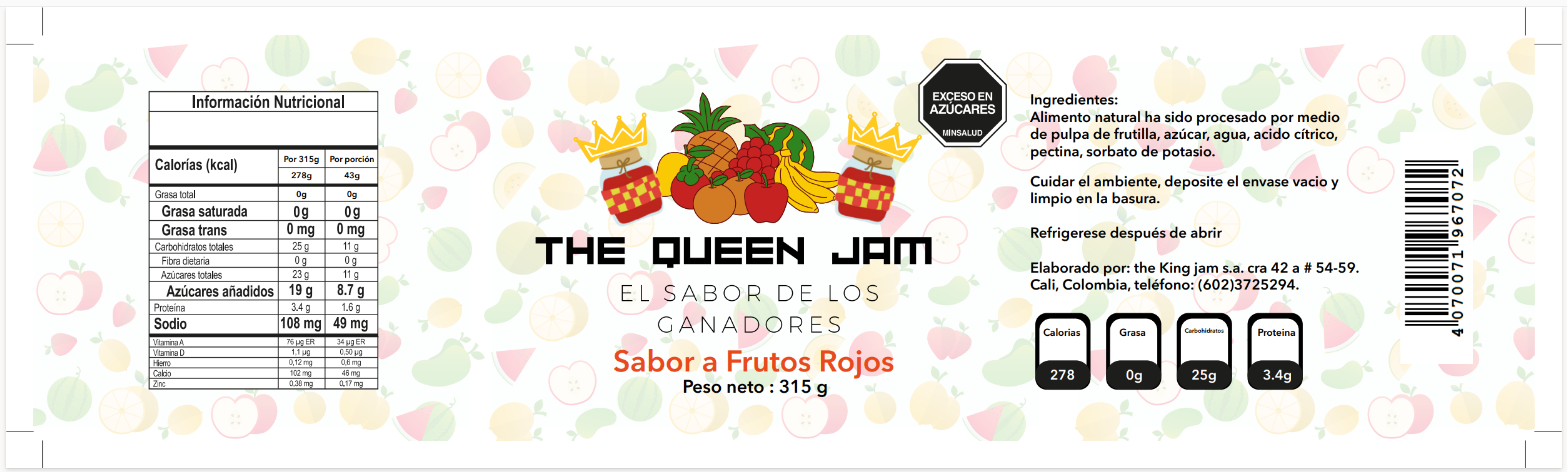 Información Nutricional
Calorías (kcal) Por 315g Por porción
278g 43g
Grasa total 0g 0g
Grasa saturada 0 g 0 g
Grasa trans 0 mg 0 mg
Carbohidratos totales 25 g 11 g
Fibra dietaria 0 g 0 g
Azúcares totales 23 g 11 g
Azúcares añadidos 19 g 8.7 g
Proteína 3.4 g 1.6 g
Sodio 108 mg 49 mg
Vitamina A 76 µg ER 34 µg ER
Vitamina D 1,1 µg 0,50 µg
Hierro 0,12 mg 0,6 mg
Calcio 102 mg 46 mg
Zinc 0,38 mg 0,17 mg
THE QUEEN JAM
EL SABOR DE LOS
GANADORES
Sabor a Frutos Rojos
Peso neto : 315 g
EXCESO EN
AZÚCARES
MINSALUD
Ingredientes:
Alimento natural ha sido procesado por medio
de pulpa de frutilla, azúcar, agua, acido cítrico,
pectina, sorbato de potasio.
Cuidar el ambiente, deposite el envase vacio y
limpio en la basura.
Refrigerese después de abrir
Elaborado por: the King jam s.a. cra 42 a # 54-59.
Cali, Colombia, teléfono: (602)3725294.
Calorías Grasa Carbohidratos Proteina
278 0g 25g 3.4g
4 070071 967072